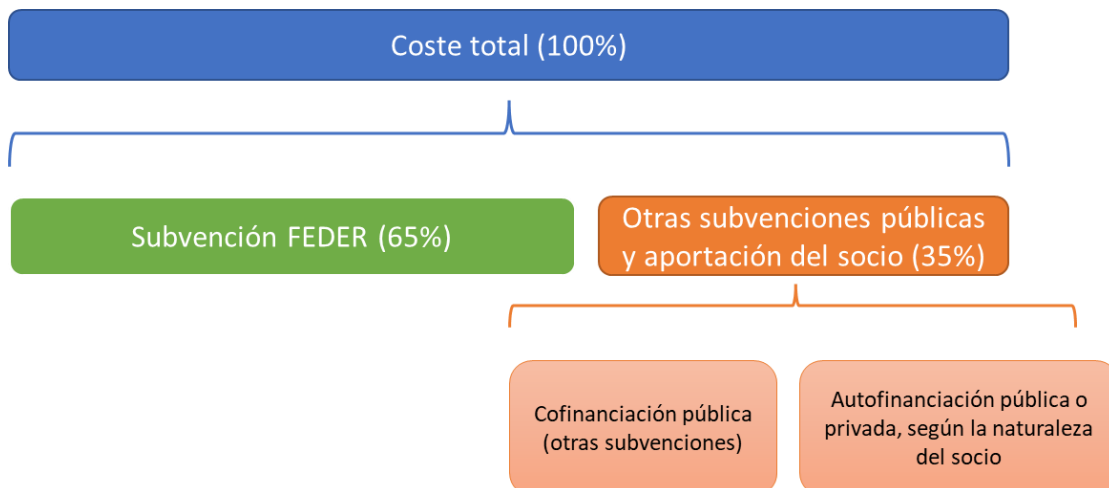 Coste total (100%)
Subvención FEDER (65%)
Otras subvenciones públicas
y aportación del socio (35%)
Cofinanciación pública
(otras subvenciones)
Autofinanciación pública o
privada, según la naturaleza
del socio